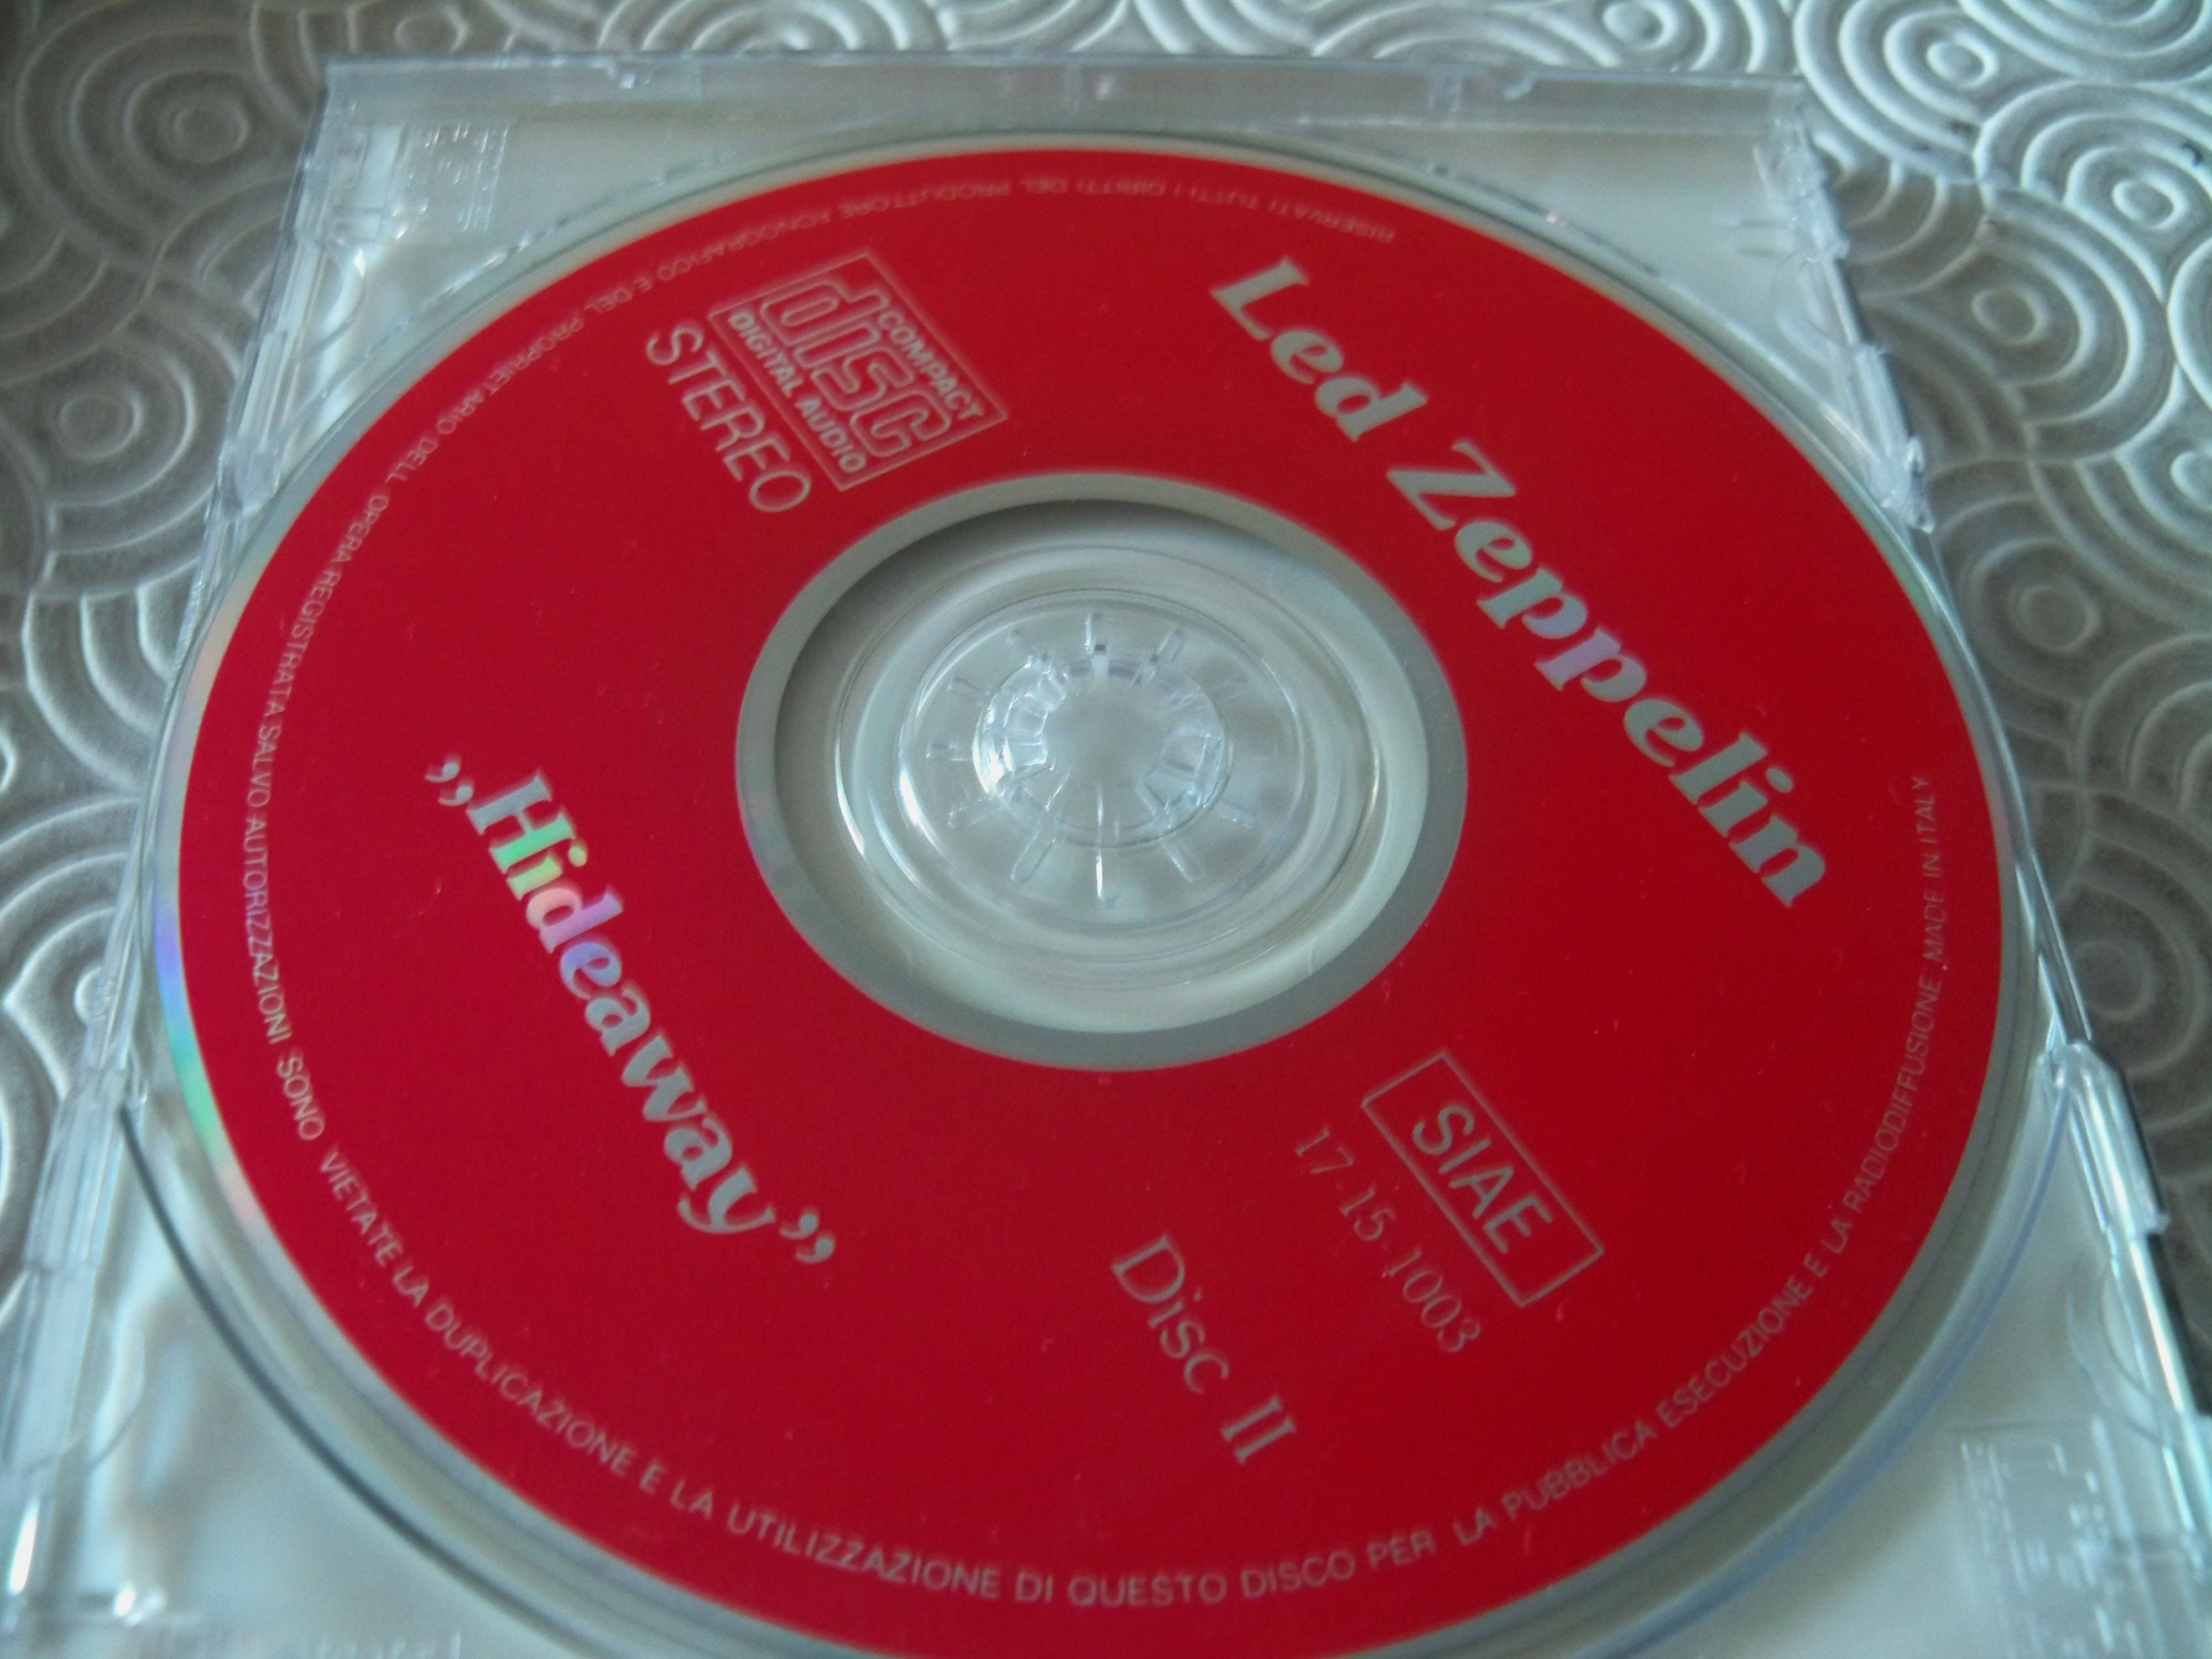 Led Zeppelin
COMPACT
disc
DIGITAL AUDIO
STEREO
SIAE
17-15-1003
„Hideaway”
Disc II
RISERVATI TUTTI I DIRITTI DEL PRODUTTORE FONOGRAFICO E DEL PROPRIETARIO DELL OPERA REGISTRATA SALVO AUTORIZZAZIONI SONO VIETATE LA DUPLICAZIONE E LA UTILIZZAZIONE DI QUESTO DISCO PER LA PUBBLICA ESECUZIONE E LA RADIODIFFUSIONE MADE IN ITALY